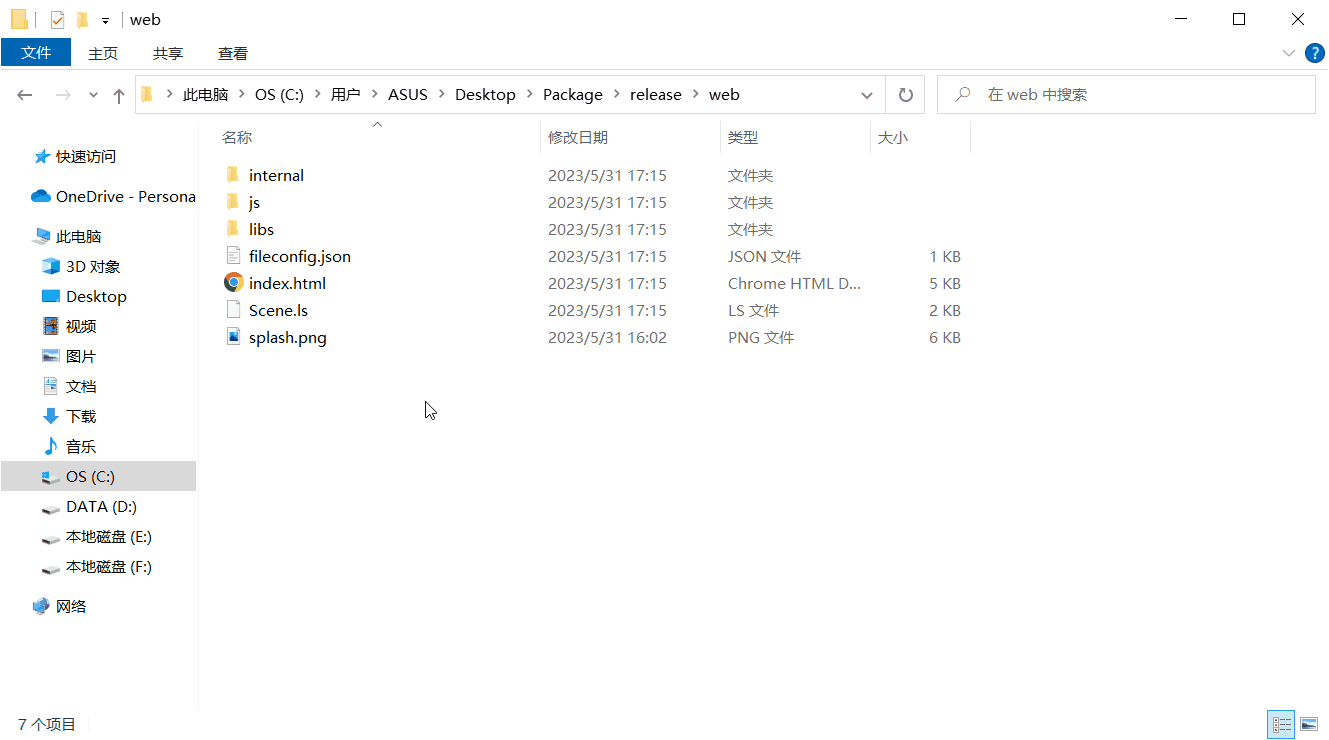 web
文件 主页 共享 查看
此电脑 OS (C:) 用户 ASUS Desktop Package release web
在 web 中搜索
名称 修改日期 类型 大小
快速访问
OneDrive - Persona
此电脑
3D 对象
Desktop
视频
图片
文档
下载
音乐
OS (C:)
DATA (D:)
本地磁盘 (E:)
本地磁盘 (F:)
网络
internal 2023/5/31 17:15 文件夹
js 2023/5/31 17:15 文件夹
libs 2023/5/31 17:15 文件夹
fileconfig.json 2023/5/31 17:15 JSON 文件 1 KB
index.html 2023/5/31 17:15 Chrome HTML D... 5 KB
Scene.ls 2023/5/31 17:15 LS 文件 2 KB
splash.png 2023/5/31 16:02 PNG 文件 6 KB
7 个项目